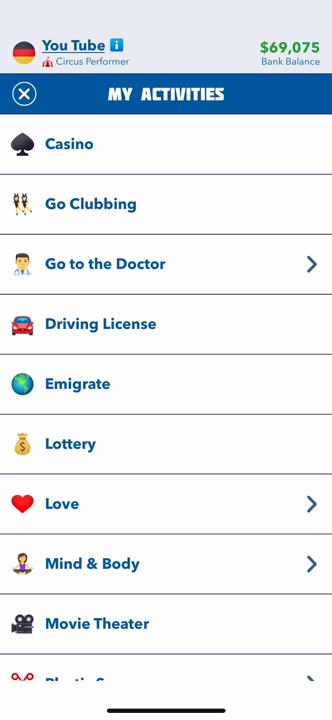 You Tube i
Circus Performer
$69,075
Bank Balance
MY ACTIVITIES
Casino
Go Clubbing
Go to the Doctor
Driving License
Emigrate
Lottery
Love
Mind & Body
Movie Theater